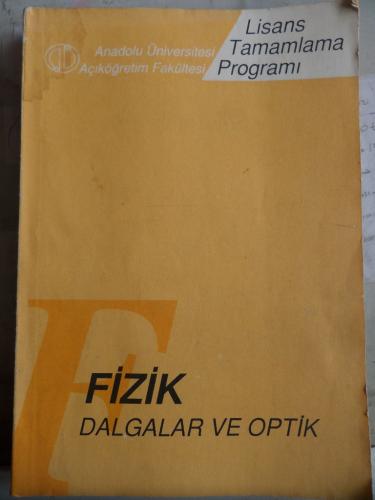 Anadolu Üniversitesi
Açıköğretim Fakültesi
Lisans
Tamamlama
Programı
F
FİZİK
DALGALAR VE OPTİK